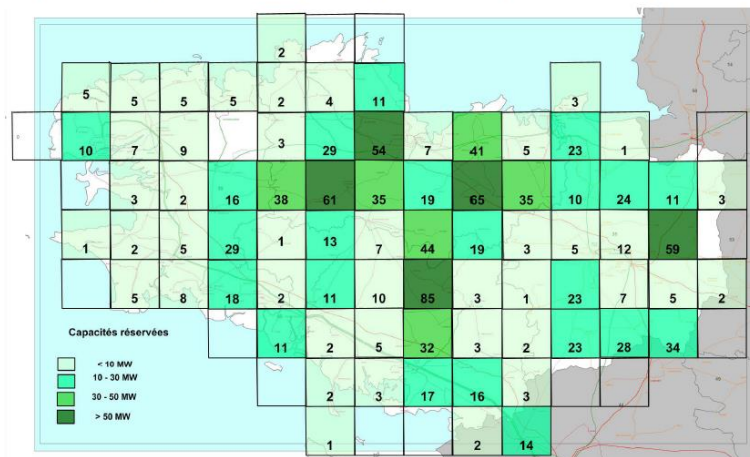 2
5 5 5 5 2 4 11 3
10 7 9 3 29 54 7 41 5 23 1
3 2 16 38 61 35 19 65 35 10 24 11 3
1 2 5 29 1 13 7 44 19 3 5 12 59
5 8 18 2 11 10 85 3 1 23 7 5 2
Capacités réservées
11 2 5 32 3 2 23 28 34
< 10 MW
10 - 30 MW
2 3 17 16 3
30 - 50 MW
> 50 MW
1 2 14